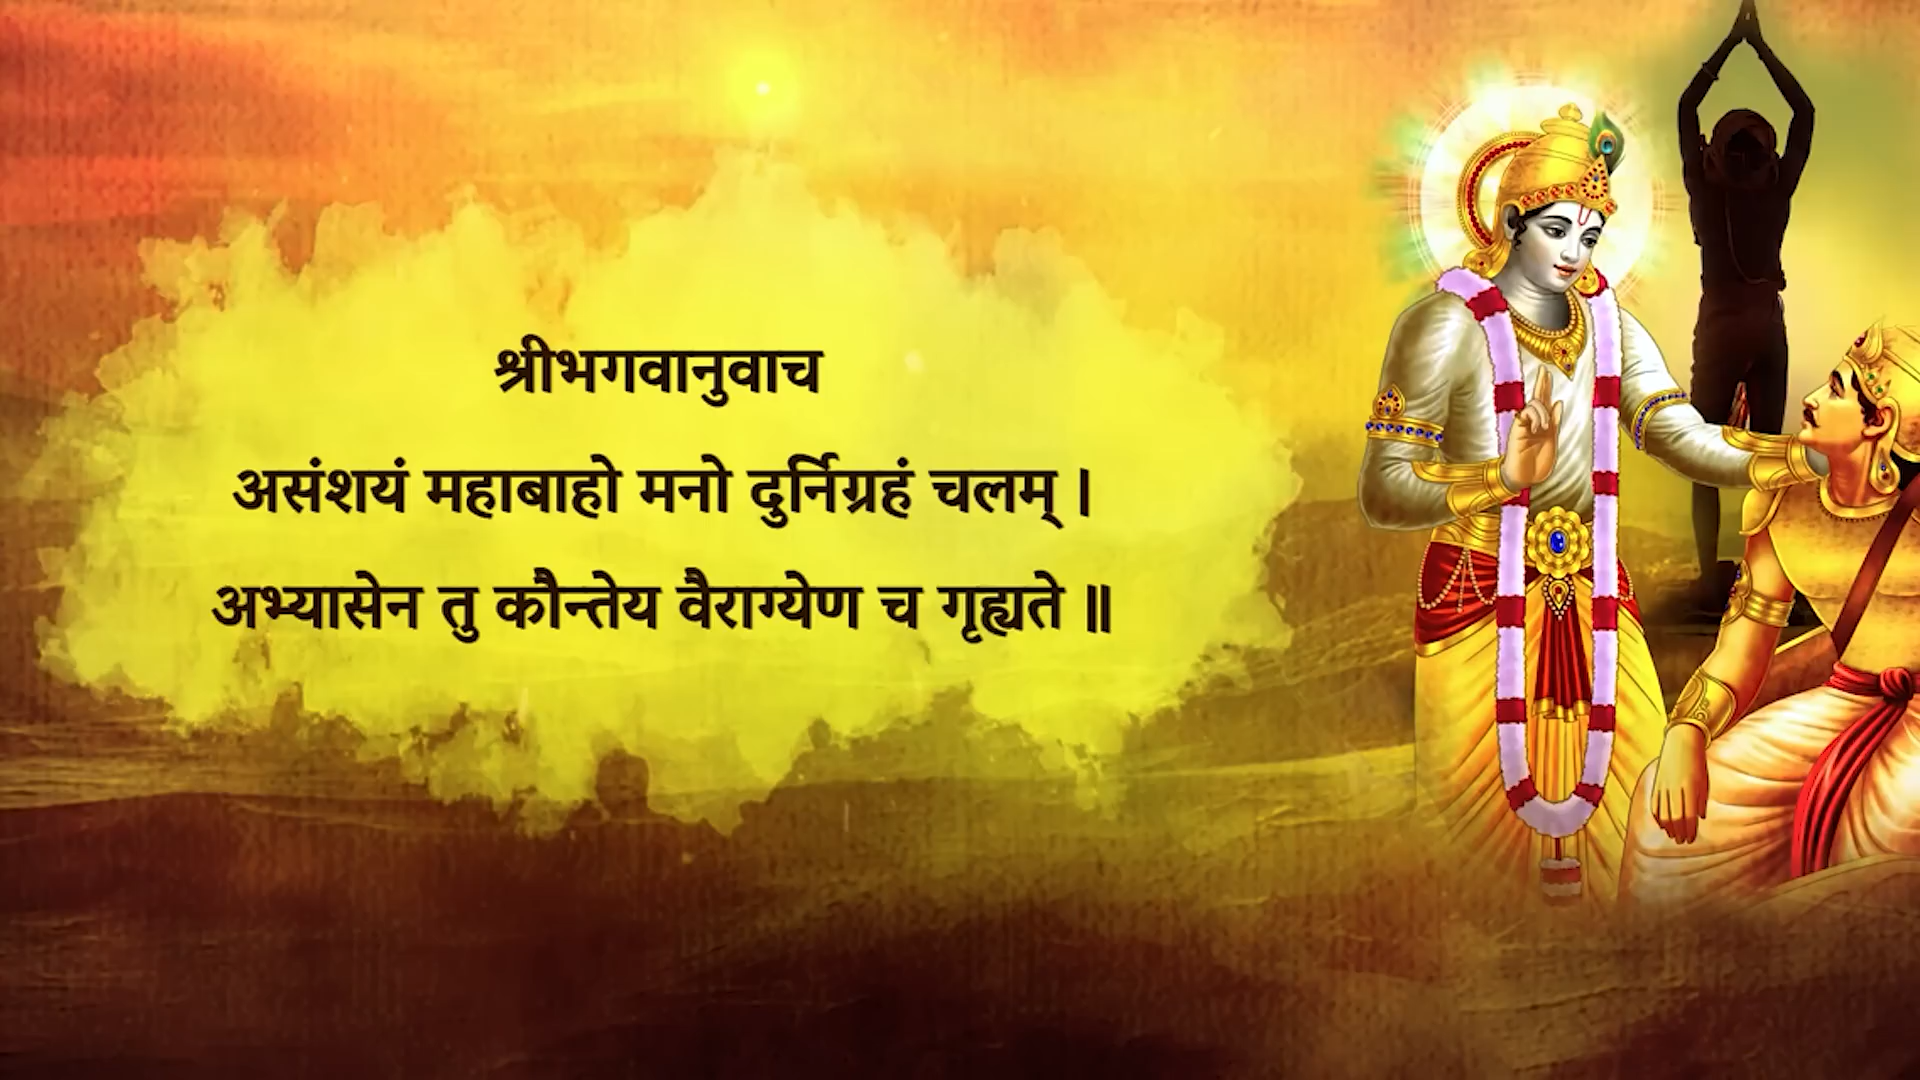 श्रीभगवानुवाच
असंशयं महाबाहो मनो दुर्निग्रहं चलम् ।
अभ्यासेन तु कौन्तेय वैराग्येण च गृह्यते ॥